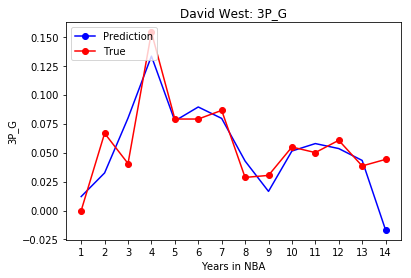 David West: 3P_G
Prediction
True
0.150
0.125
0.100
0.075
0.050
0.025
0.000
−0.025
3P_G
1 2 3 4 5 6 7 8 9 10 11 12 13 14
Years in NBA